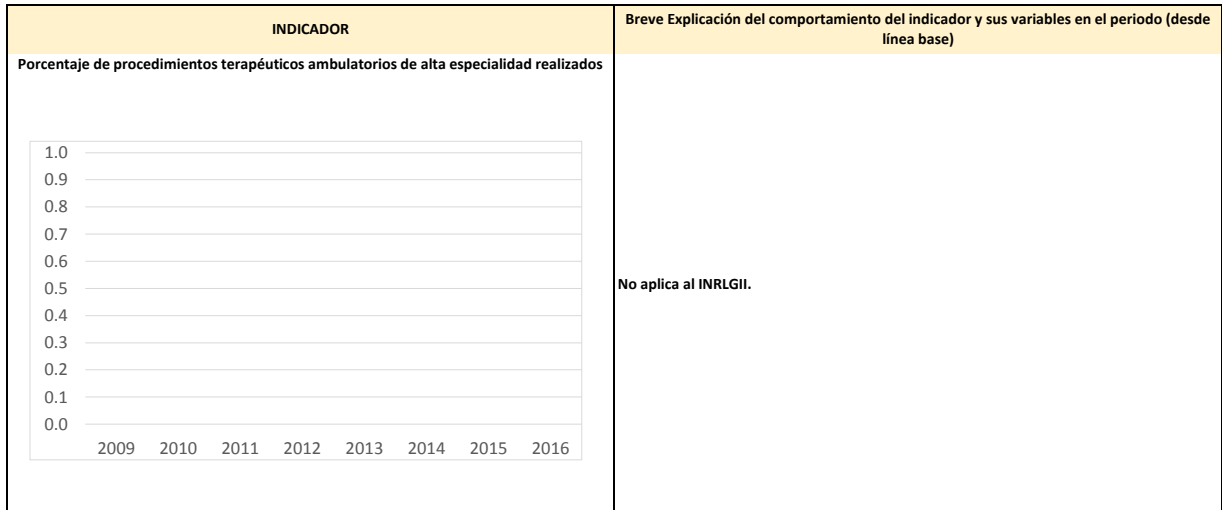 INDICADOR
Breve Explicación del comportamiento del indicador y sus variables en el periodo (desde
línea base)
Porcentaje de procedimientos terapéuticos ambulatorios de alta especialidad realizados
1.0
0.9
0.8
0.7
0.6
0.5
0.4
0.3
0.2
0.1
0.0
2009 2010 2011 2012 2013 2014 2015 2016
No aplica al INRLGII.